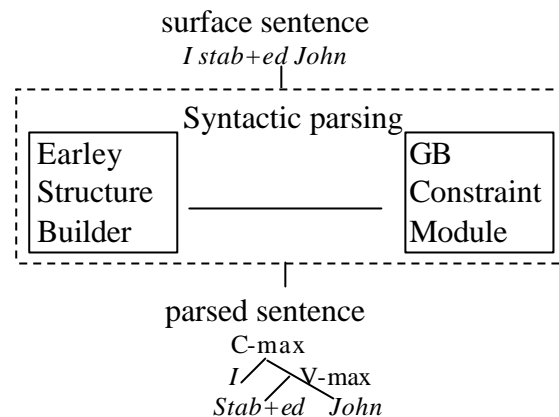 surface sentence
I stab+ed John
Syntactic parsing
Earley
Structure
Builder
GB
Constraint
Module
parsed sentence
C-max
I V-max
Stab+ed John